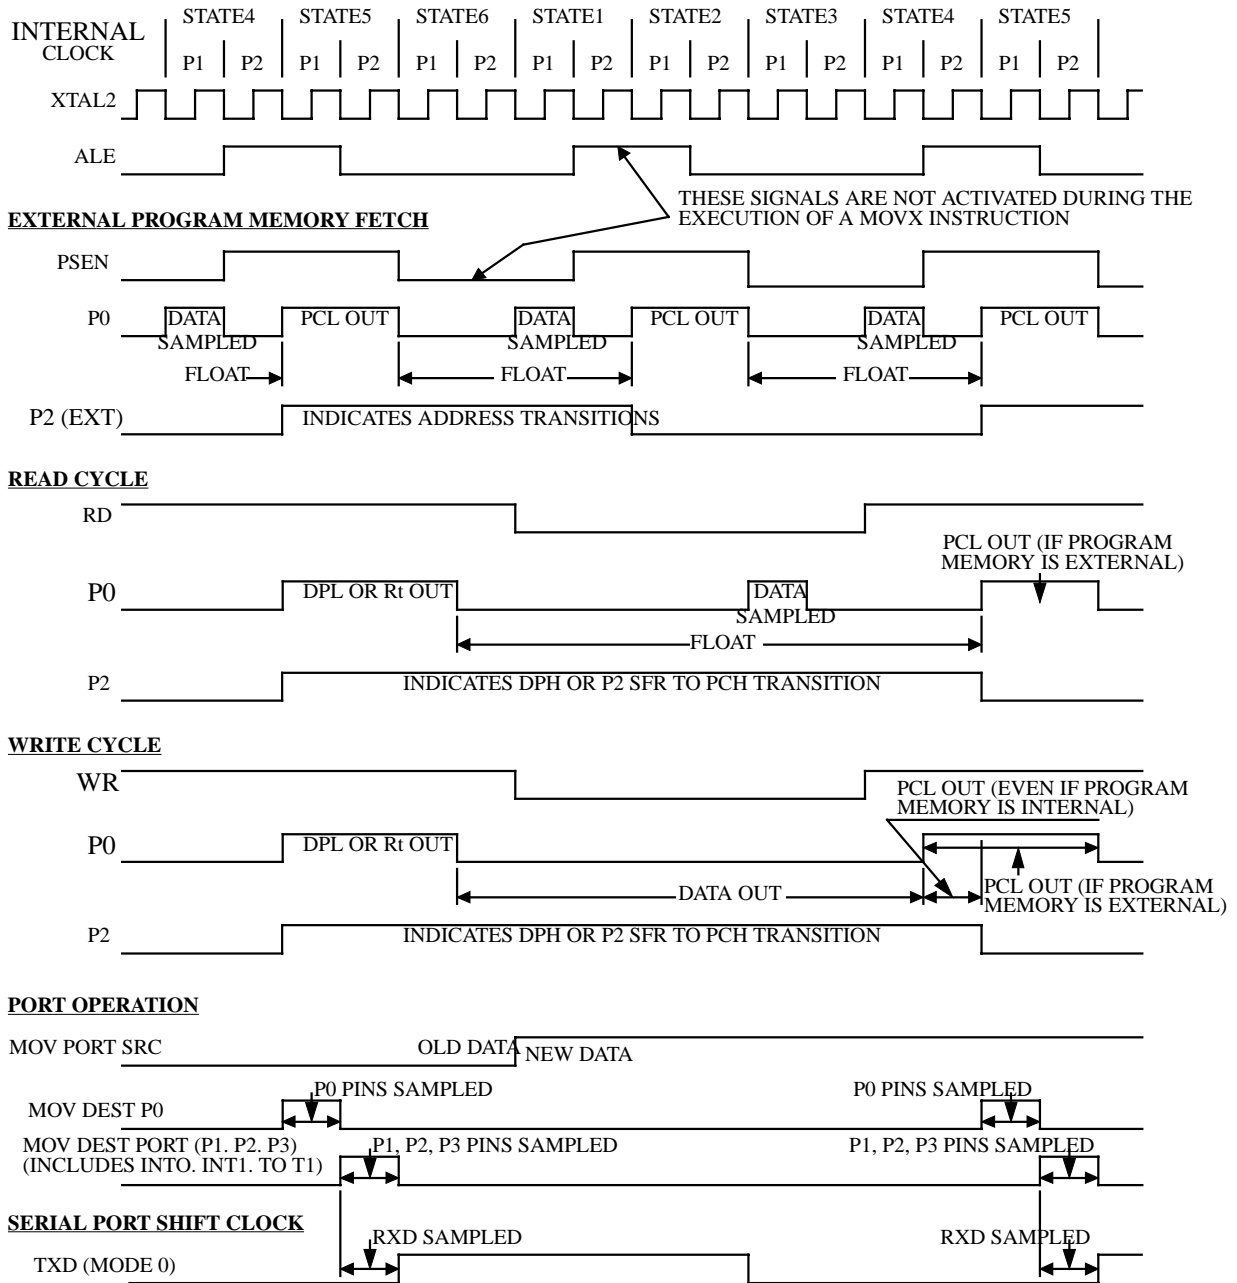 INTERNAL CLOCK
STATE4 STATE5 STATE6 STATE1 STATE2 STATE3 STATE4 STATE5
P1 P2 P1 P2 P1 P2 P1 P2 P1 P2 P1 P2 P1 P2 P1 P2
XTAL2
ALE
THESE SIGNALS ARE NOT ACTIVATED DURING THE
EXECUTION OF A MOVX INSTRUCTION
EXTERNAL PROGRAM MEMORY FETCH
PSEN
P0
DATA SAMPLED PCL OUT DATA SAMPLED PCL OUT DATA SAMPLED PCL OUT
FLOAT FLOAT FLOAT
P2 (EXT)
INDICATES ADDRESS TRANSITIONS
READ CYCLE
RD
PCL OUT (IF PROGRAM
MEMORY IS EXTERNAL)
P0
DPL OR Rt OUT
DATA
SAMPLED
FLOAT
P2
INDICATES DPH OR P2 SFR TO PCH TRANSITION
WRITE CYCLE
WR
PCL OUT (EVEN IF PROGRAM
MEMORY IS INTERNAL)
P0
DPL OR Rt OUT
DATA OUT
PCL OUT (IF PROGRAM
MEMORY IS EXTERNAL)
P2
INDICATES DPH OR P2 SFR TO PCH TRANSITION
PORT OPERATION
MOV PORT SRC
OLD DATA NEW DATA
P0 PINS SAMPLED P0 PINS SAMPLED
MOV DEST P0
MOV DEST PORT (P1. P2. P3)
(INCLUDES INTO. INT1. TO T1)
P1, P2, P3 PINS SAMPLED P1, P2, P3 PINS SAMPLED
SERIAL PORT SHIFT CLOCK
RXD SAMPLED RXD SAMPLED
TXD (MODE 0)